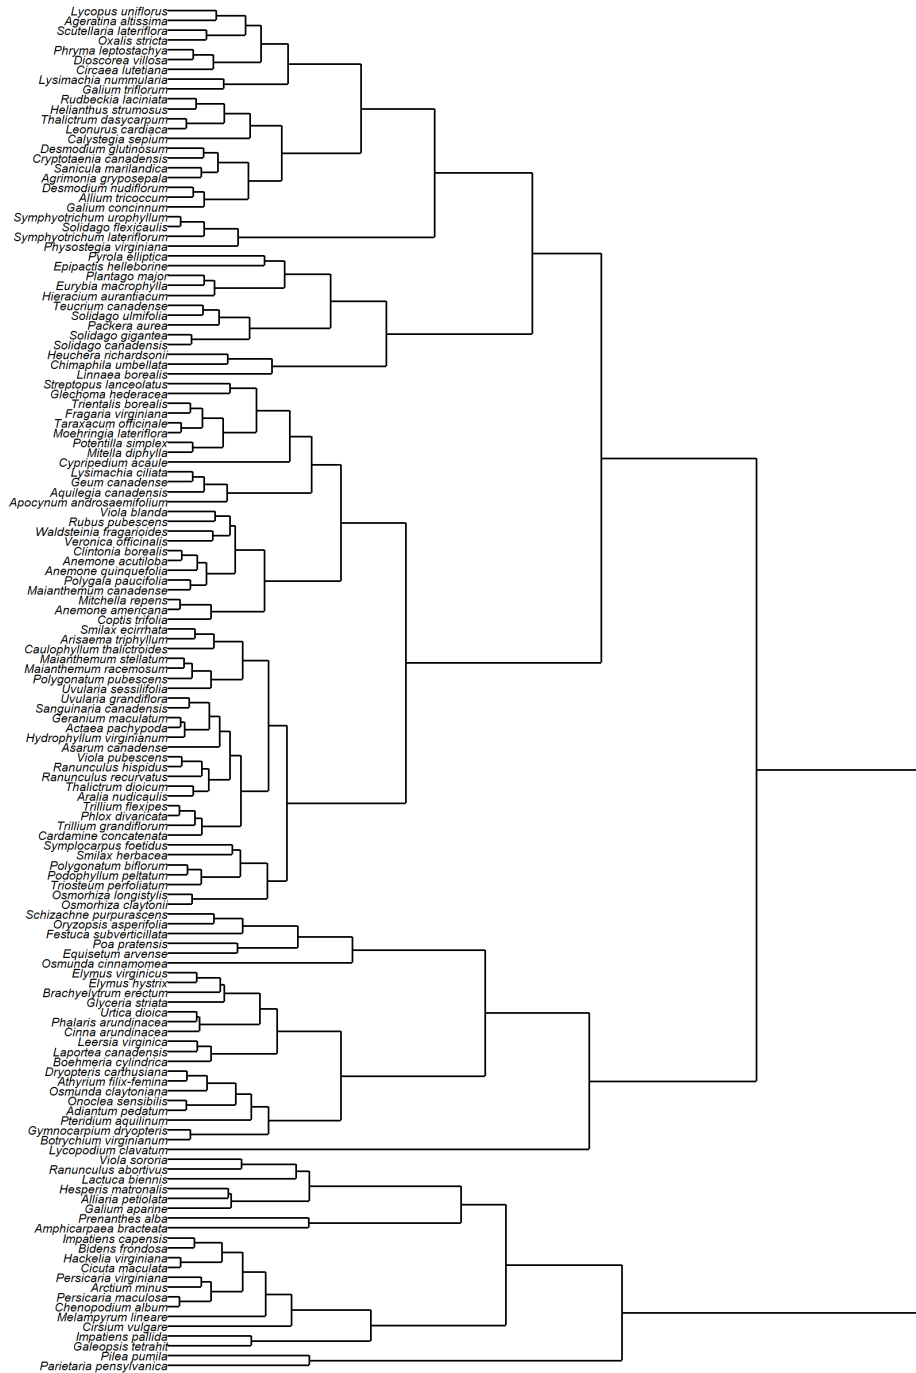 Lycopus uniflorus
Ageratina altissima
Scutellaria lateriflora
Oxalis stricta
Phryma leptostachya
Dioscorea villosa
Circaea lutetiana
Lysimachia nummularia
Galium triflorum
Rudbeckia laciniata
Helianthus strumosus
Thalictrum dasycarpum
Leonurus cardiaca
Calystegia sepium
Desmodium glutinosum
Cryptotaenia canadensis
Sanicula marilandica
Agrimonia gryposepala
Desmodium nudiflorum
Allium tricoccum
Galium concinnum
Symphyotrichum urophyllum
Solidago flexicaulis
Symphyotrichum lateriflorum
Physostegia virginiana
Pyrola elliptica
Epipactis helleborine
Plantago major
Eurybia macrophylla
Hieracium aurantiacum
Teucrium canadense
Solidago ulmifolia
Packera aurea
Solidago gigantea
Solidago canadensis
Heuchera richardsonii
Chimaphila umbellata
Linnaea borealis
Streptopus lanceolatus
Glechoma hederacea
Trientalis borealis
Fragaria virginiana
Taraxacum officinale
Moehringia lateriflora
Potentilla simplex
Mitella diphylla
Cypripedium acaule
Lysimachia ciliata
Geum canadense
Aquilegia canadensis
Apocynum androsaemifolium
Viola blanda
Rubus pubescens
Waldsteinia fragarioides
Veronica officinalis
Clintonia borealis
Anemone acutiloba
Anemone quinquefolia
Polygala paucifolia
Maianthemum canadense
Mitchella repens
Anemone americana
Coptis trifolia
Smilax ecirrhata
Arisaema triphyllum
Caulophyllum thalictroides
Maianthemum stellatum
Maianthemum racemosum
Polygonatum pubescens
Uvularia sessilifolia
Uvularia grandiflora
Sanguinaria canadensis
Geranium maculatum
Actaea pachypoda
Hydrophyllum virginianum
Asarum canadense
Viola pubescens
Ranunculus hispidus
Ranunculus recurvatus
Thalictrum dioicum
Aralia nudicaulis
Trillium flexipes
Phlox divaricata
Trillium grandiflorum
Cardamine concatenata
Symplocarpus foetidus
Smilax herbacea
Polygonatum biflorum
Podophyllum peltatum
Triosteum perfoliatum
Osmorhiza longistylis
Osmorhiza claytonii
Schizachne purpurascens
Oryzopsis asperifolia
Festuca subverticillata
Poa pratensis
Equisetum arvense
Osmunda cinnamomea
Elymus virginicus
Elymus hystrix
Brachyelytrum erectum
Glyceria striata
Urtica dioica
Phalaris arundinacea
Cinna arundinacea
Leersia virginica
Laportea canadensis
Boehmeria cylindrica
Dryopteris carthusiana
Athyrium filix-femina
Osmunda claytoniana
Onoclea sensibilis
Adiantum pedatum
Pteridium aquilinum
Gymnocarpium dryopteris
Botrychium virginianum
Lycopodium clavatum
Viola sororia
Ranunculus abortivus
Lactuca biennis
Hesperis matronalis
Alliaria petiolata
Galium aparine
Prenanthes alba
Amphicarpaea bracteata
Impatiens capensis
Bidens frondosa
Hackelia virginiana
Cicuta maculata
Persicaria virginiana
Arctium minus
Persicaria maculosa
Chenopodium album
Melampyrum lineare
Cirsium vulgare
Impatiens pallida
Galeopsis tetrahit
Pilea pumila
Parietaria pensylvanica